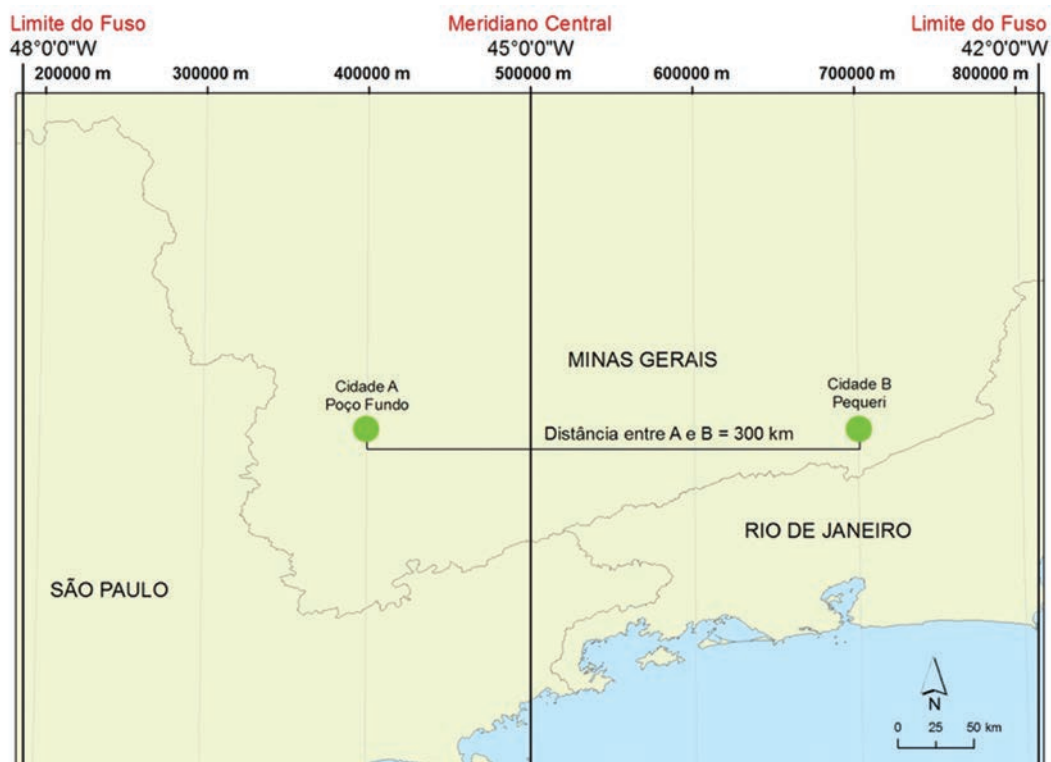 Limite do Fuso
Meridiano Central
Limite do Fuso
48°0'0"W
45°0'0"W
42°0'0"W
200000 m
300000 m
400000 m
500000 m
600000 m
700000 m
800000 m
MINAS GERAIS
Cidade A
Poço Fundo
Cidade B
Pequeri
Distância entre A e B = 300 km
RIO DE JANEIRO
SÃO PAULO
N
0 25 50 km